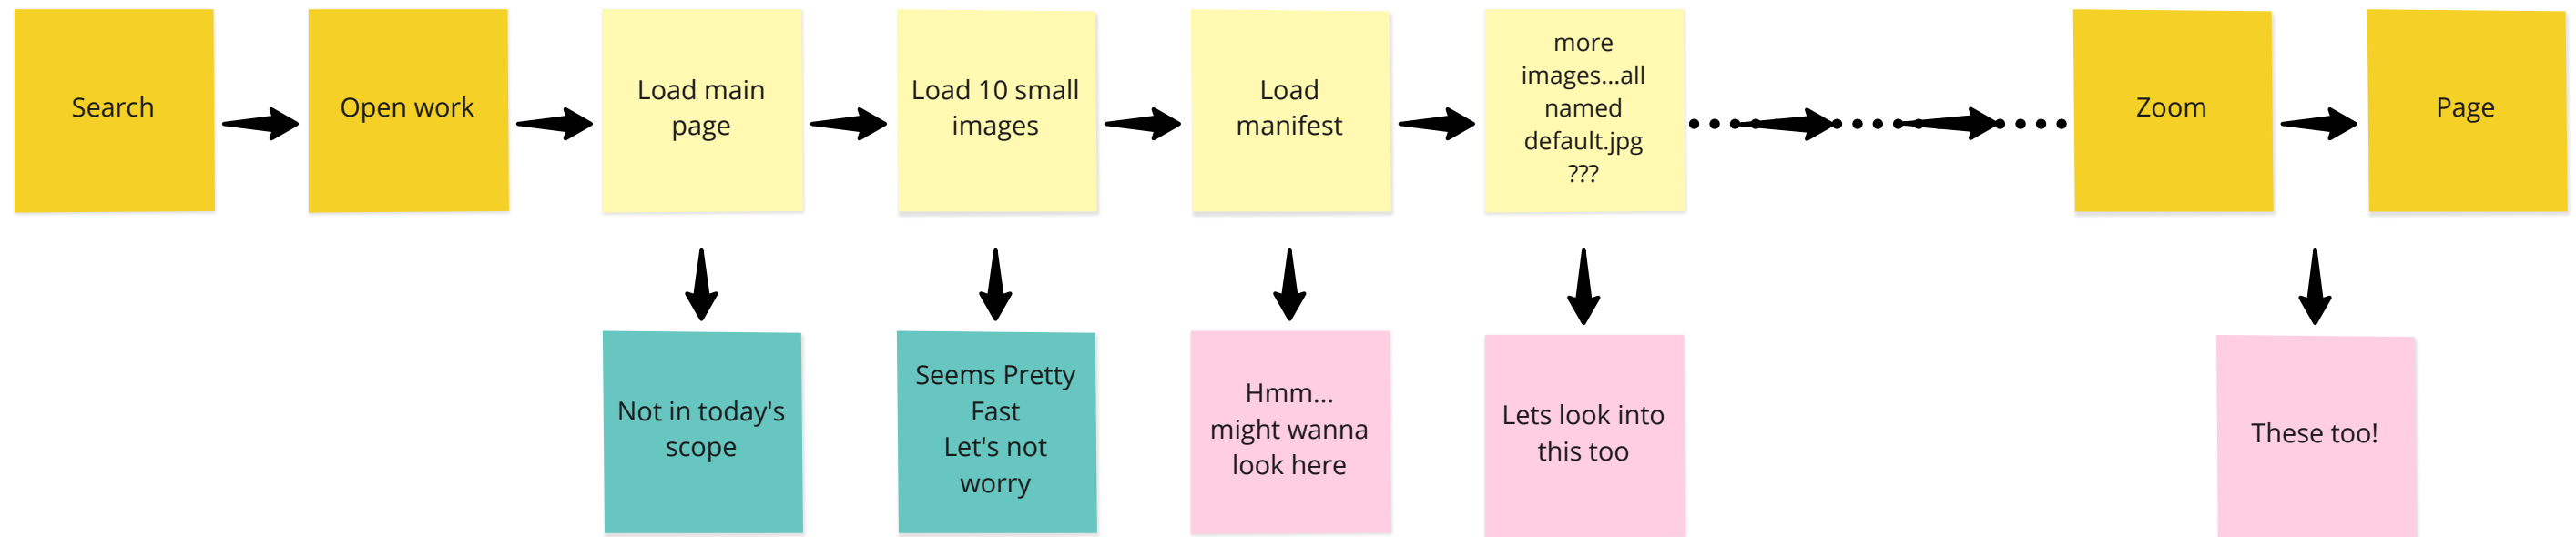 Search
Open work
Load main
page
Load 10 small
images
Load
manifest
more
images...all
named
default.jpg
???
Zoom
Page
Not in today's
scope
Seems Pretty
Fast
Let's not
worry
Hmm...
might wanna
look here
Lets look into
this too
These too!